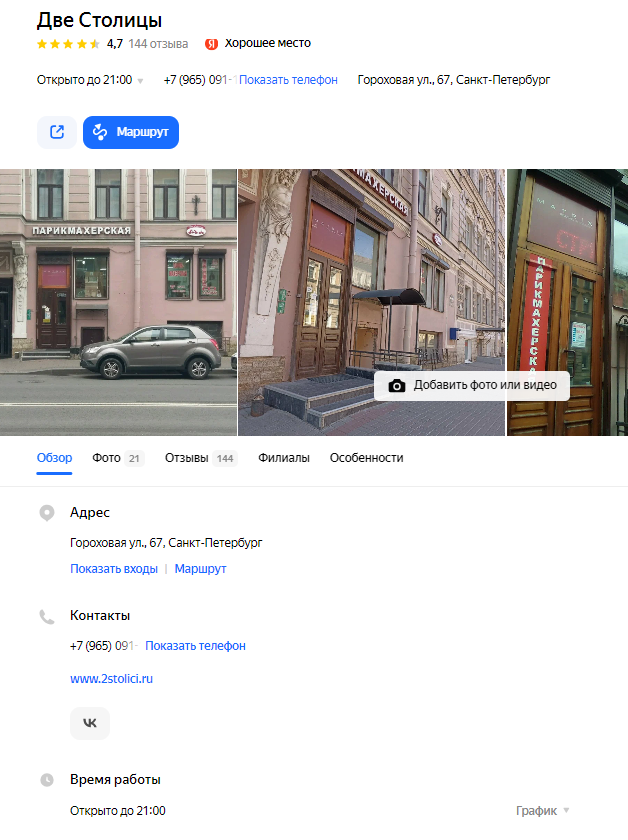 Две Столицы
4,7 144 отзыва Я Хорошее место
Открыто до 21:00 +7 (965) 091- Показать телефон Гороховая ул., 67, Санкт-Петербург
Маршрут
ПАРИКМАХЕРСКАЯ
МАХЕРСКАЯ
СТР
ПАРИКМАХЕРСКА
Добавить фото или видео
Обзор Фото 21 Отзывы 144 Филиалы Особенности
Адрес
Гороховая ул., 67, Санкт-Петербург
Показать входы | Маршрут
Контакты
+7 (965) 091- Показать телефон
www.2stolici.ru
Время работы
Открыто до 21:00 График